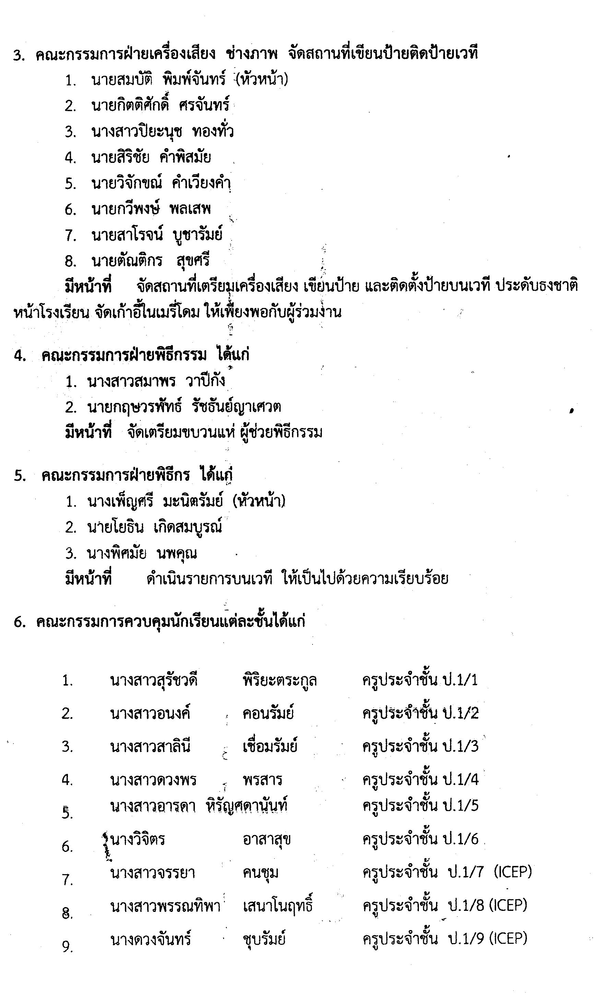 3. คณะกรรมการฝ่ายเครื่องเสียง ช่างภาพ จัดสถานที่เขียนป้ายติดป้ายเวที
1. นายสมบัติ พิมพ์จันทร์ (หัวหน้า)
2. นายกิตติศักดิ์ ศรจันทร์
3. นางสาวปิยะนุช ทองทั่ว
4. นายสิริชัย คำพิสมัย
5. นายวิจักขณ์ คำเวียงคำ
6. นายกวีพงษ์ พลเสพ
7. นายสาโรจน์ บูชารัมย์
8. นายตัณติกร สุขศรี
มีหน้าที่ จัดสถานที่เตรียมเครื่องเสียง เขียนป้าย และติดตั้งป้ายบนเวที ประดับธงชาติ
หน้าโรงเรียน จัดเก้าอี้ในเมรี่โดม ให้เพียงพอกับผู้ร่วมงาน
4. คณะกรรมการฝ่ายพิธีกรรม ได้แก่
1. นางสาวสมาพร วาปีกัง
2. นายกฤษวรพัทธ์ รัชธันย์ญาเศวต
มีหน้าที่ จัดเตรียมขบวนแห่ ผู้ช่วยพิธีกรรม
5. คณะกรรมการฝ่ายพิธีกร ได้แก่
1. นางเพ็ญศรี มะนิตรัมย์ (หัวหน้า)
2. นายโยธิน เกิดสมบูรณ์
3. นางพิศมัย นพคุณ
มีหน้าที่ ดำเนินรายการบนเวที ให้เป็นไปด้วยความเรียบร้อย
6. คณะกรรมการควบคุมนักเรียนแต่ละชั้นได้แก่
1. นางสาวสุรัชวดี พิริยะตระกูล ครูประจำชั้น ป.1/1
2. นางสาวอนงค์ คอนรัมย์ ครูประจำชั้น ป.1/2
3. นางสาวสาลินี เชื่อมรัมย์ ครูประจำชั้น ป.1/3
4. นางสาวดวงพร พรสาร ครูประจำชั้น ป.1/4
5. นางสาวอารดา หิรัญศดานันท์ ครูประจำชั้น ป.1/5
6. นางวิจิตร อาสาสุข ครูประจำชั้น ป.1/6
7. นางสาวจรรยา คนชุม ครูประจำชั้น ป.1/7 (ICEP)
8. นางสาวพรรณทิพา เสนาโนฤทธิ์ ครูประจำชั้น ป.1/8 (ICEP)
9. นางดวงจันทร์ ชุบรัมย์ ครูประจำชั้น ป.1/9 (ICEP)